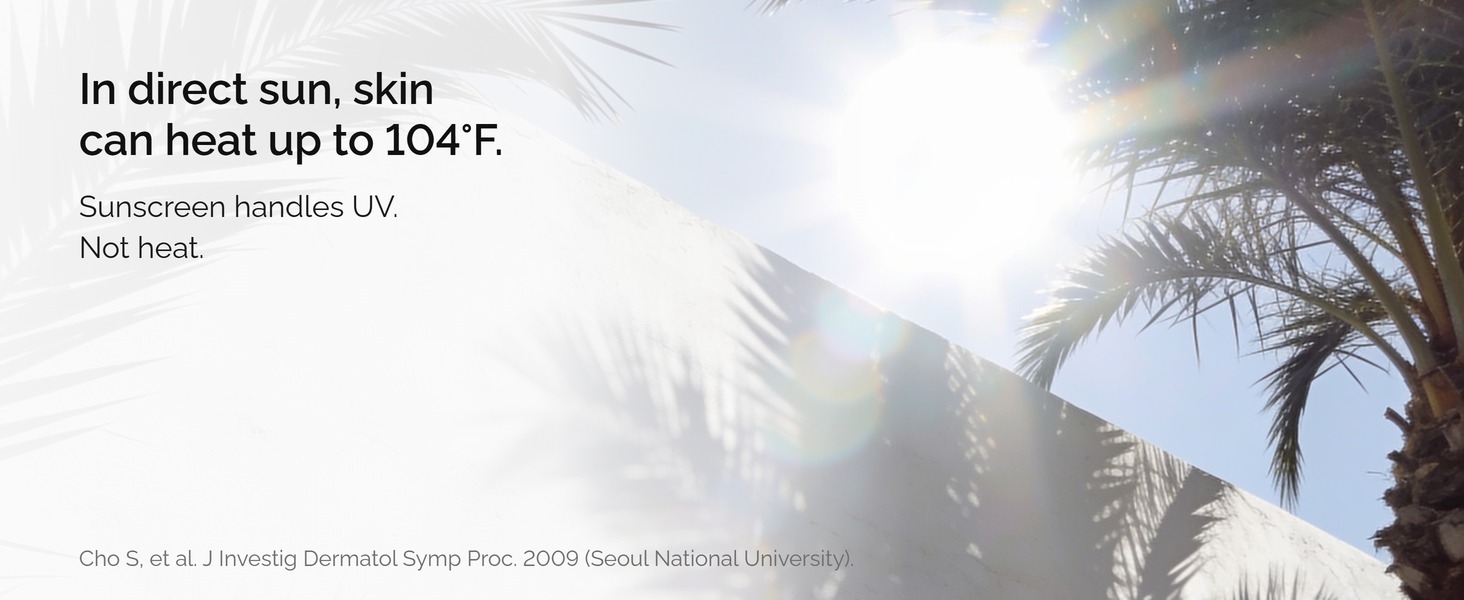 In direct sun, skin
can heat up to 104°F.
Sunscreen handles UV.
Not heat.
Cho S, et al. J Investig Dermatol Symp Proc. 2009 (Seoul National University).